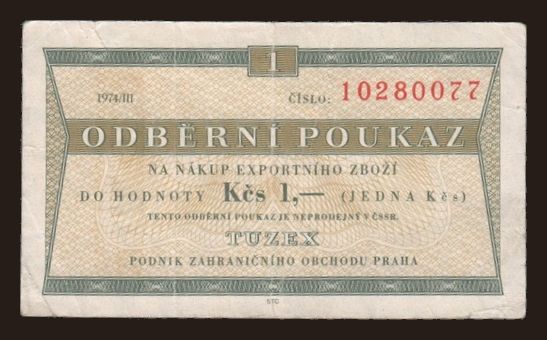 1
1974/III
ČÍSLO: 10280077
ODBĚRNÍ POUKAZ
NA NÁKUP EXPORTNÍHO ZBOŽÍ
DO HODNOTY Kčs 1,— (JEDNA Kčs)
TENTO ODBĚRNÍ POUKAZ JE NEPRODEJNÝ V ČSSR.
TUZEX
PODNIK ZAHRANIČNÍHO OBCHODU PRAHA
STC